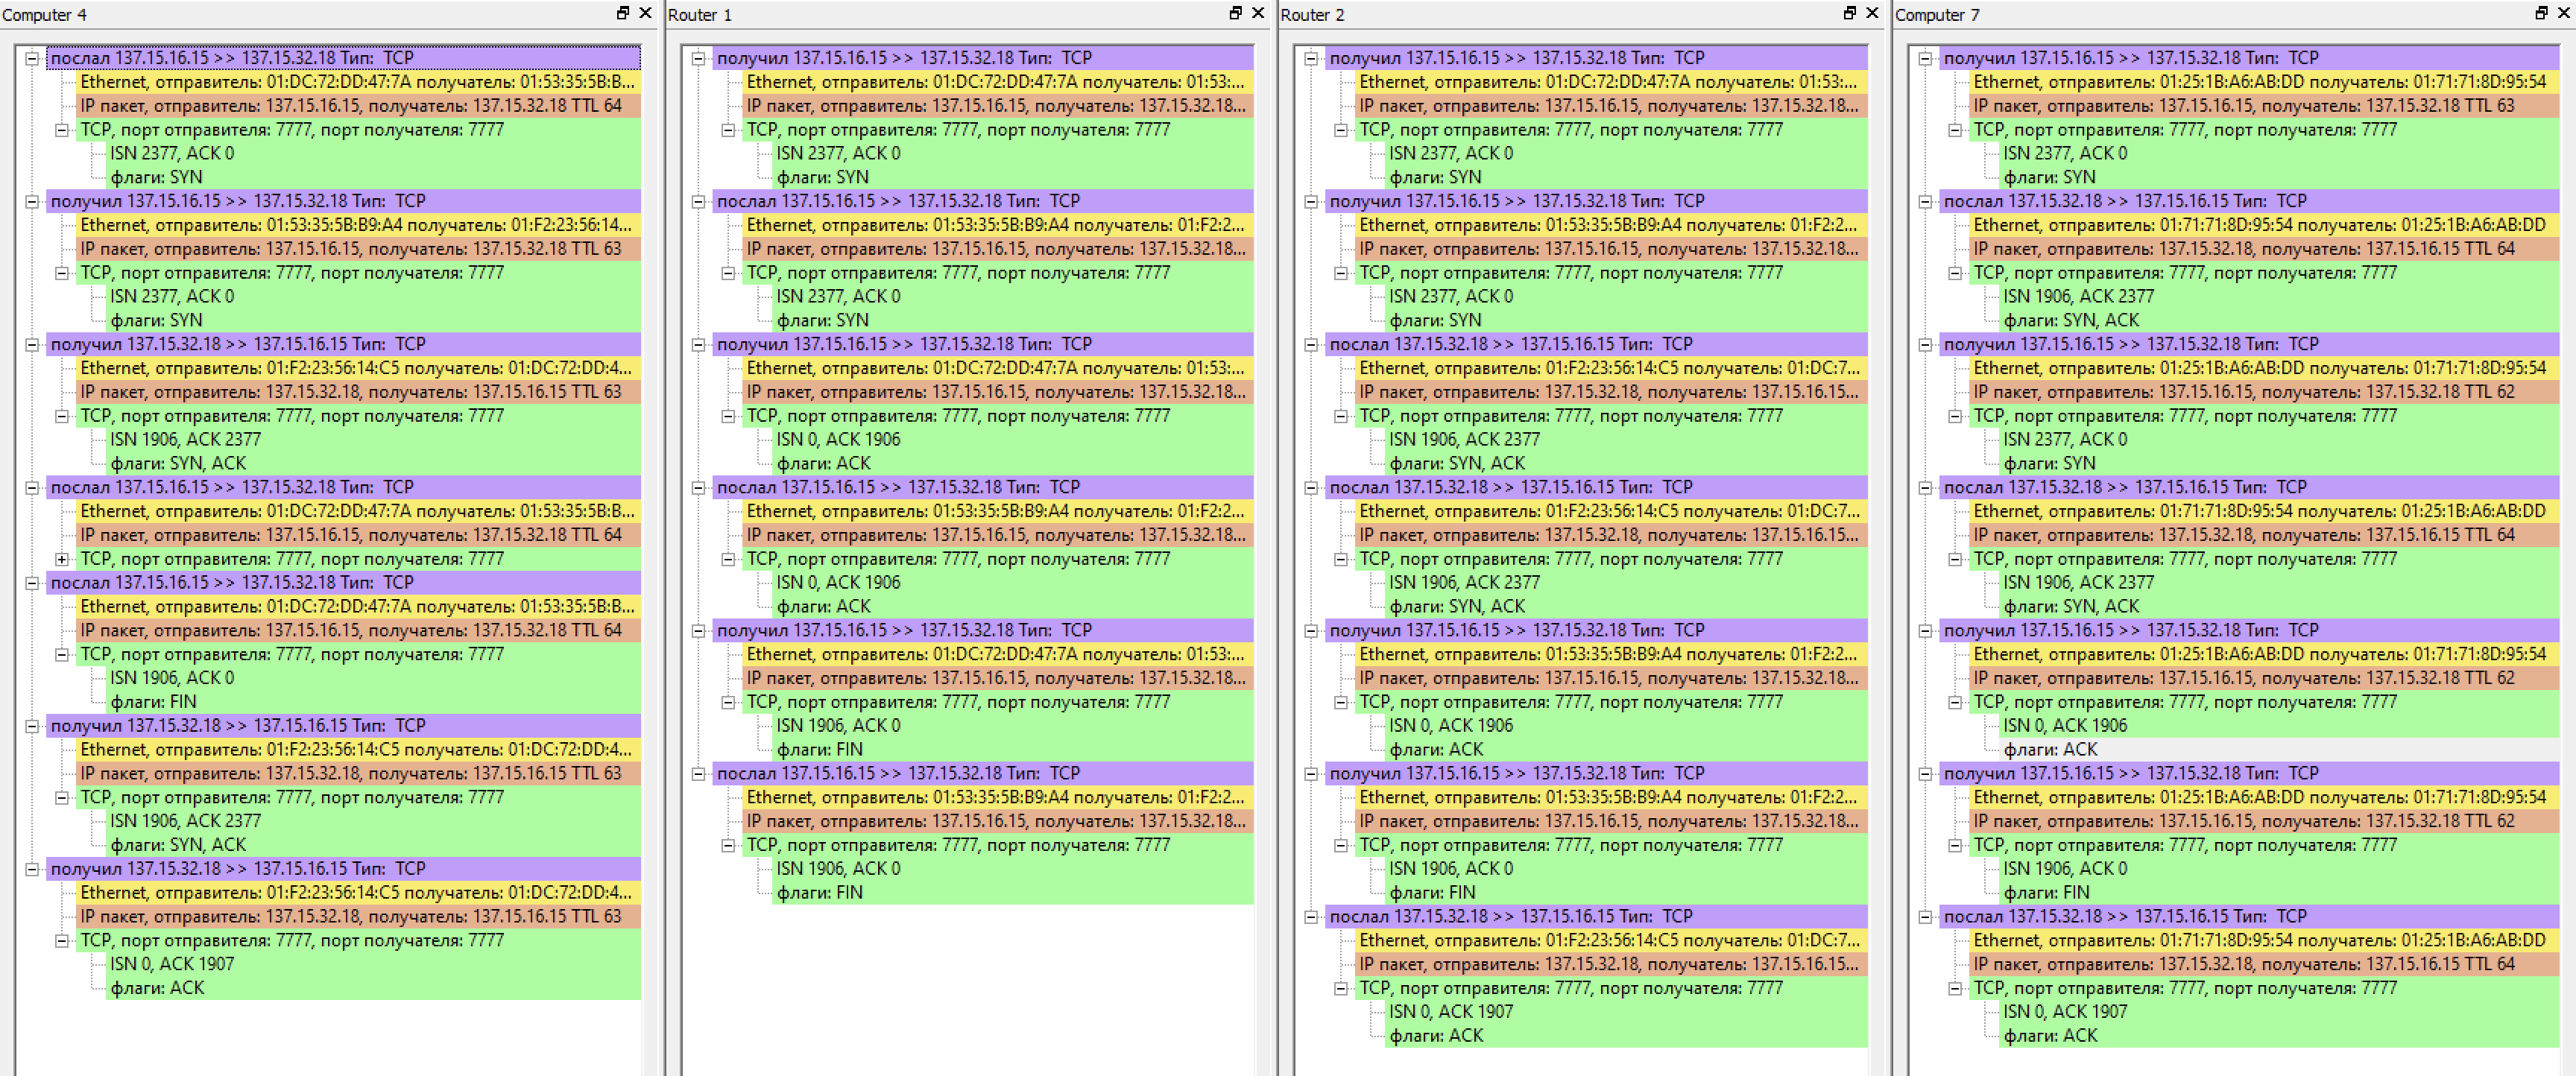 Computer 4
послал 137.15.16.15 >> 137.15.32.18 Тип: TCP
Ethernet, отправитель: 01:DC:72:DD:47:7A получатель: 01:53:35:5B:B...
IP пакет, отправитель: 137.15.16.15, получатель: 137.15.32.18 TTL 64
TCP, порт отправителя: 7777, порт получателя: 7777
ISN 2377, ACK 0
флаги: SYN
получил 137.15.16.15 >> 137.15.32.18 Тип: TCP
Ethernet, отправитель: 01:53:35:5B:B9:A4 получатель: 01:F2:23:56:14...
IP пакет, отправитель: 137.15.16.15, получатель: 137.15.32.18 TTL 63
TCP, порт отправителя: 7777, порт получателя: 7777
ISN 2377, ACK 0
флаги: SYN
получил 137.15.32.18 >> 137.15.16.15 Тип: TCP
Ethernet, отправитель: 01:F2:23:56:14:C5 получатель: 01:DC:72:DD:4...
IP пакет, отправитель: 137.15.32.18, получатель: 137.15.16.15 TTL 63
TCP, порт отправителя: 7777, порт получателя: 7777
ISN 1906, ACK 2377
флаги: SYN, ACK
послал 137.15.16.15 >> 137.15.32.18 Тип: TCP
Ethernet, отправитель: 01:DC:72:DD:47:7A получатель: 01:53:35:5B:B...
IP пакет, отправитель: 137.15.16.15, получатель: 137.15.32.18 TTL 64
TCP, порт отправителя: 7777, порт получателя: 7777
послал 137.15.16.15 >> 137.15.32.18 Тип: TCP
Ethernet, отправитель: 01:DC:72:DD:47:7A получатель: 01:53:35:5B:B...
IP пакет, отправитель: 137.15.16.15, получатель: 137.15.32.18 TTL 64
TCP, порт отправителя: 7777, порт получателя: 7777
ISN 1906, ACK 0
флаги: FIN
получил 137.15.32.18 >> 137.15.16.15 Тип: TCP
Ethernet, отправитель: 01:F2:23:56:14:C5 получатель: 01:DC:72:DD:4...
IP пакет, отправитель: 137.15.32.18, получатель: 137.15.16.15 TTL 63
TCP, порт отправителя: 7777, порт получателя: 7777
ISN 1906, ACK 2377
флаги: SYN, ACK
получил 137.15.32.18 >> 137.15.16.15 Тип: TCP
Ethernet, отправитель: 01:F2:23:56:14:C5 получатель: 01:DC:72:DD:4...
IP пакет, отправитель: 137.15.32.18, получатель: 137.15.16.15 TTL 63
TCP, порт отправителя: 7777, порт получателя: 7777
ISN 0, ACK 1907
флаги: ACK
Router 1
получил 137.15.16.15 >> 137.15.32.18 Тип: TCP
Ethernet, отправитель: 01:DC:72:DD:47:7A получатель: 01:53:...
IP пакет, отправитель: 137.15.16.15, получатель: 137.15.32.18...
TCP, порт отправителя: 7777, порт получателя: 7777
ISN 2377, ACK 0
флаги: SYN
послал 137.15.16.15 >> 137.15.32.18 Тип: TCP
Ethernet, отправитель: 01:53:35:5B:B9:A4 получатель: 01:F2:2...
IP пакет, отправитель: 137.15.16.15, получатель: 137.15.32.18...
TCP, порт отправителя: 7777, порт получателя: 7777
ISN 2377, ACK 0
флаги: SYN
получил 137.15.16.15 >> 137.15.32.18 Тип: TCP
Ethernet, отправитель: 01:DC:72:DD:47:7A получатель: 01:53:...
IP пакет, отправитель: 137.15.16.15, получатель: 137.15.32.18...
TCP, порт отправителя: 7777, порт получателя: 7777
ISN 0, ACK 1906
флаги: ACK
послал 137.15.16.15 >> 137.15.32.18 Тип: TCP
Ethernet, отправитель: 01:53:35:5B:B9:A4 получатель: 01:F2:2...
IP пакет, отправитель: 137.15.16.15, получатель: 137.15.32.18...
TCP, порт отправителя: 7777, порт получателя: 7777
ISN 0, ACK 1906
флаги: ACK
получил 137.15.16.15 >> 137.15.32.18 Тип: TCP
Ethernet, отправитель: 01:DC:72:DD:47:7A получатель: 01:53:...
IP пакет, отправитель: 137.15.16.15, получатель: 137.15.32.18...
TCP, порт отправителя: 7777, порт получателя: 7777
ISN 1906, ACK 0
флаги: FIN
послал 137.15.16.15 >> 137.15.32.18 Тип: TCP
Ethernet, отправитель: 01:53:35:5B:B9:A4 получатель: 01:F2:2...
IP пакет, отправитель: 137.15.16.15, получатель: 137.15.32.18...
TCP, порт отправителя: 7777, порт получателя: 7777
ISN 1906, ACK 0
флаги: FIN
Router 2
получил 137.15.16.15 >> 137.15.32.18 Тип: TCP
Ethernet, отправитель: 01:DC:72:DD:47:7A получатель: 01:53:...
IP пакет, отправитель: 137.15.16.15, получатель: 137.15.32.18...
TCP, порт отправителя: 7777, порт получателя: 7777
ISN 2377, ACK 0
флаги: SYN
получил 137.15.16.15 >> 137.15.32.18 Тип: TCP
Ethernet, отправитель: 01:53:35:5B:B9:A4 получатель: 01:F2:2...
IP пакет, отправитель: 137.15.16.15, получатель: 137.15.32.18...
TCP, порт отправителя: 7777, порт получателя: 7777
ISN 2377, ACK 0
флаги: SYN
послал 137.15.32.18 >> 137.15.16.15 Тип: TCP
Ethernet, отправитель: 01:F2:23:56:14:C5 получатель: 01:DC:7...
IP пакет, отправитель: 137.15.32.18, получатель: 137.15.16.15...
TCP, порт отправителя: 7777, порт получателя: 7777
ISN 1906, ACK 2377
флаги: SYN, ACK
послал 137.15.32.18 >> 137.15.16.15 Тип: TCP
Ethernet, отправитель: 01:F2:23:56:14:C5 получатель: 01:DC:7...
IP пакет, отправитель: 137.15.32.18, получатель: 137.15.16.15...
TCP, порт отправителя: 7777, порт получателя: 7777
ISN 1906, ACK 2377
флаги: SYN, ACK
получил 137.15.16.15 >> 137.15.32.18 Тип: TCP
Ethernet, отправитель: 01:53:35:5B:B9:A4 получатель: 01:F2:2...
IP пакет, отправитель: 137.15.16.15, получатель: 137.15.32.18...
TCP, порт отправителя: 7777, порт получателя: 7777
ISN 0, ACK 1906
флаги: ACK
получил 137.15.16.15 >> 137.15.32.18 Тип: TCP
Ethernet, отправитель: 01:53:35:5B:B9:A4 получатель: 01:F2:2...
IP пакет, отправитель: 137.15.16.15, получатель: 137.15.32.18...
TCP, порт отправителя: 7777, порт получателя: 7777
ISN 1906, ACK 0
флаги: FIN
послал 137.15.32.18 >> 137.15.16.15 Тип: TCP
Ethernet, отправитель: 01:F2:23:56:14:C5 получатель: 01:DC:7...
IP пакет, отправитель: 137.15.32.18, получатель: 137.15.16.15...
TCP, порт отправителя: 7777, порт получателя: 7777
ISN 0, ACK 1907
флаги: ACK
Computer 7
получил 137.15.16.15 >> 137.15.32.18 Тип: TCP
Ethernet, отправитель: 01:25:1B:A6:AB:DD получатель: 01:71:71:8D:95:54
IP пакет, отправитель: 137.15.16.15, получатель: 137.15.32.18 TTL 63
TCP, порт отправителя: 7777, порт получателя: 7777
ISN 2377, ACK 0
флаги: SYN
послал 137.15.32.18 >> 137.15.16.15 Тип: TCP
Ethernet, отправитель: 01:71:71:8D:95:54 получатель: 01:25:1B:A6:AB:DD
IP пакет, отправитель: 137.15.32.18, получатель: 137.15.16.15 TTL 64
TCP, порт отправителя: 7777, порт получателя: 7777
ISN 1906, ACK 2377
флаги: SYN, ACK
получил 137.15.16.15 >> 137.15.32.18 Тип: TCP
Ethernet, отправитель: 01:25:1B:A6:AB:DD получатель: 01:71:71:8D:95:54
IP пакет, отправитель: 137.15.16.15, получатель: 137.15.32.18 TTL 62
TCP, порт отправителя: 7777, порт получателя: 7777
ISN 2377, ACK 0
флаги: SYN
послал 137.15.32.18 >> 137.15.16.15 Тип: TCP
Ethernet, отправитель: 01:71:71:8D:95:54 получатель: 01:25:1B:A6:AB:DD
IP пакет, отправитель: 137.15.32.18, получатель: 137.15.16.15 TTL 64
TCP, порт отправителя: 7777, порт получателя: 7777
ISN 1906, ACK 2377
флаги: SYN, ACK
получил 137.15.16.15 >> 137.15.32.18 Тип: TCP
Ethernet, отправитель: 01:25:1B:A6:AB:DD получатель: 01:71:71:8D:95:54
IP пакет, отправитель: 137.15.16.15, получатель: 137.15.32.18 TTL 62
TCP, порт отправителя: 7777, порт получателя: 7777
ISN 0, ACK 1906
флаги: ACK
получил 137.15.16.15 >> 137.15.32.18 Тип: TCP
Ethernet, отправитель: 01:25:1B:A6:AB:DD получатель: 01:71:71:8D:95:54
IP пакет, отправитель: 137.15.16.15, получатель: 137.15.32.18 TTL 62
TCP, порт отправителя: 7777, порт получателя: 7777
ISN 1906, ACK 0
флаги: FIN
послал 137.15.32.18 >> 137.15.16.15 Тип: TCP
Ethernet, отправитель: 01:71:71:8D:95:54 получатель: 01:25:1B:A6:AB:DD
IP пакет, отправитель: 137.15.32.18, получатель: 137.15.16.15 TTL 64
TCP, порт отправителя: 7777, порт получателя: 7777
ISN 0, ACK 1907
флаги: ACK